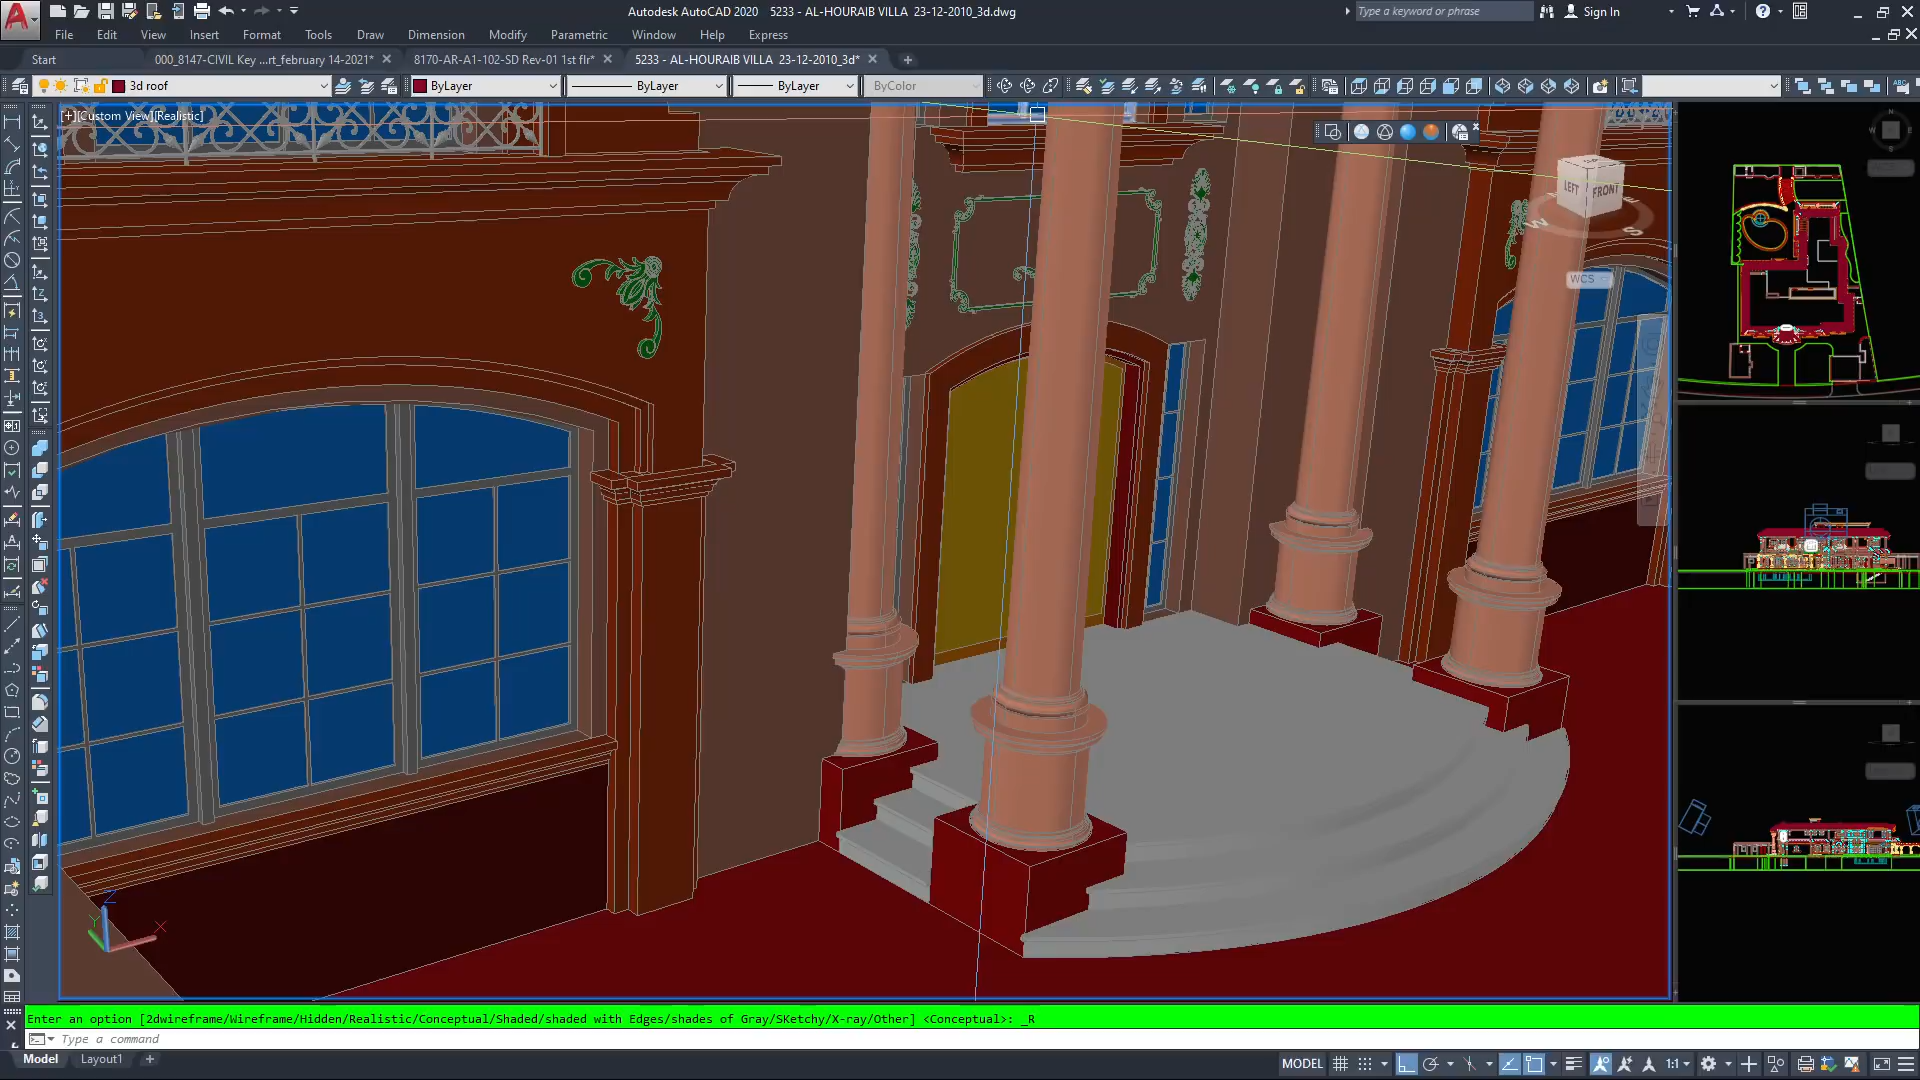 Autodesk AutoCAD 2020 5233 - AL-HOURAIB VILLA 23-12-2010_3d.dwg
Type a keyword or phrase
Sign In
File Edit View Insert Format Tools Draw Dimension Modify Parametric Window Help Express
Start
000_8147-CIVIL Key ...rt_february 14-2021*
8170-AR-A1-102-SD Rev-01 1st flr*
5233 - AL-HOURAIB VILLA 23-12-2010_3d*
3d roof
ByLayer
ByLayer
ByLayer
ByColor
[+][Custom View][Realistic]
LEFT
FRONT
W
S
WCS
Z
Y
X
Enter an option [2dwireframe/Wireframe/Hidden/Realistic/Conceptual/Shaded/shaded with Edges/shades of Gray/SKetchy/X-ray/Other] <Conceptual>: _R
Type a command
Model Layout1
MODEL
1:1